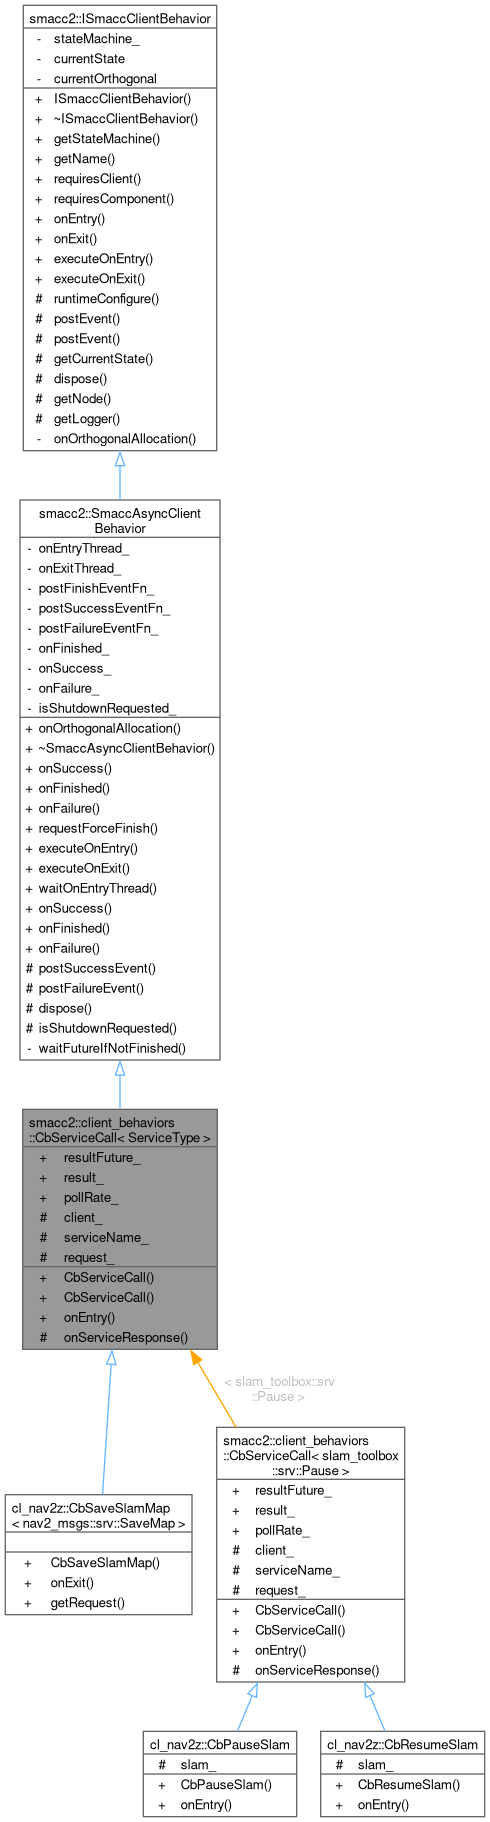 smacc2::ISmaccClientBehavior
- stateMachine_
- currentState
- currentOrthogonal
+ ISmaccClientBehavior()
+ ~ISmaccClientBehavior()
+ getStateMachine()
+ getName()
+ requiresClient()
+ requiresComponent()
+ onEntry()
+ onExit()
+ executeOnEntry()
+ executeOnExit()
# runtimeConfigure()
# postEvent()
# postEvent()
# getCurrentState()
# dispose()
# getNode()
# getLogger()
- onOrthogonalAllocation()
smacc2::SmaccAsyncClient
Behavior
- onEntryThread_
- onExitThread_
- postFinishEventFn_
- postSuccessEventFn_
- postFailureEventFn_
- onFinished_
- onSuccess_
- onFailure_
- isShutdownRequested_
+ onOrthogonalAllocation()
+ ~SmaccAsyncClientBehavior()
+ onSuccess()
+ onFinished()
+ onFailure()
+ requestForceFinish()
+ executeOnEntry()
+ executeOnExit()
+ waitOnEntryThread()
+ onSuccess()
+ onFinished()
+ onFailure()
# postSuccessEvent()
# postFailureEvent()
# dispose()
# isShutdownRequested()
- waitFutureIfNotFinished()
smacc2::client_behaviors
::CbServiceCall< ServiceType >
+ resultFuture_
+ result_
+ pollRate_
# client_
# serviceName_
# request_
+ CbServiceCall()
+ CbServiceCall()
+ onEntry()
# onServiceResponse()
< slam_toolbox::srv
::Pause >
cl_nav2z::CbSaveSlamMap
< nav2_msgs::srv::SaveMap >
+ CbSaveSlamMap()
+ onExit()
+ getRequest()
smacc2::client_behaviors
::CbServiceCall< slam_toolbox
::srv::Pause >
+ resultFuture_
+ result_
+ pollRate_
# client_
# serviceName_
# request_
+ CbServiceCall()
+ CbServiceCall()
+ onEntry()
# onServiceResponse()
cl_nav2z::CbPauseSlam
# slam_
+ CbPauseSlam()
+ onEntry()
cl_nav2z::CbResumeSlam
# slam_
+ CbResumeSlam()
+ onEntry()